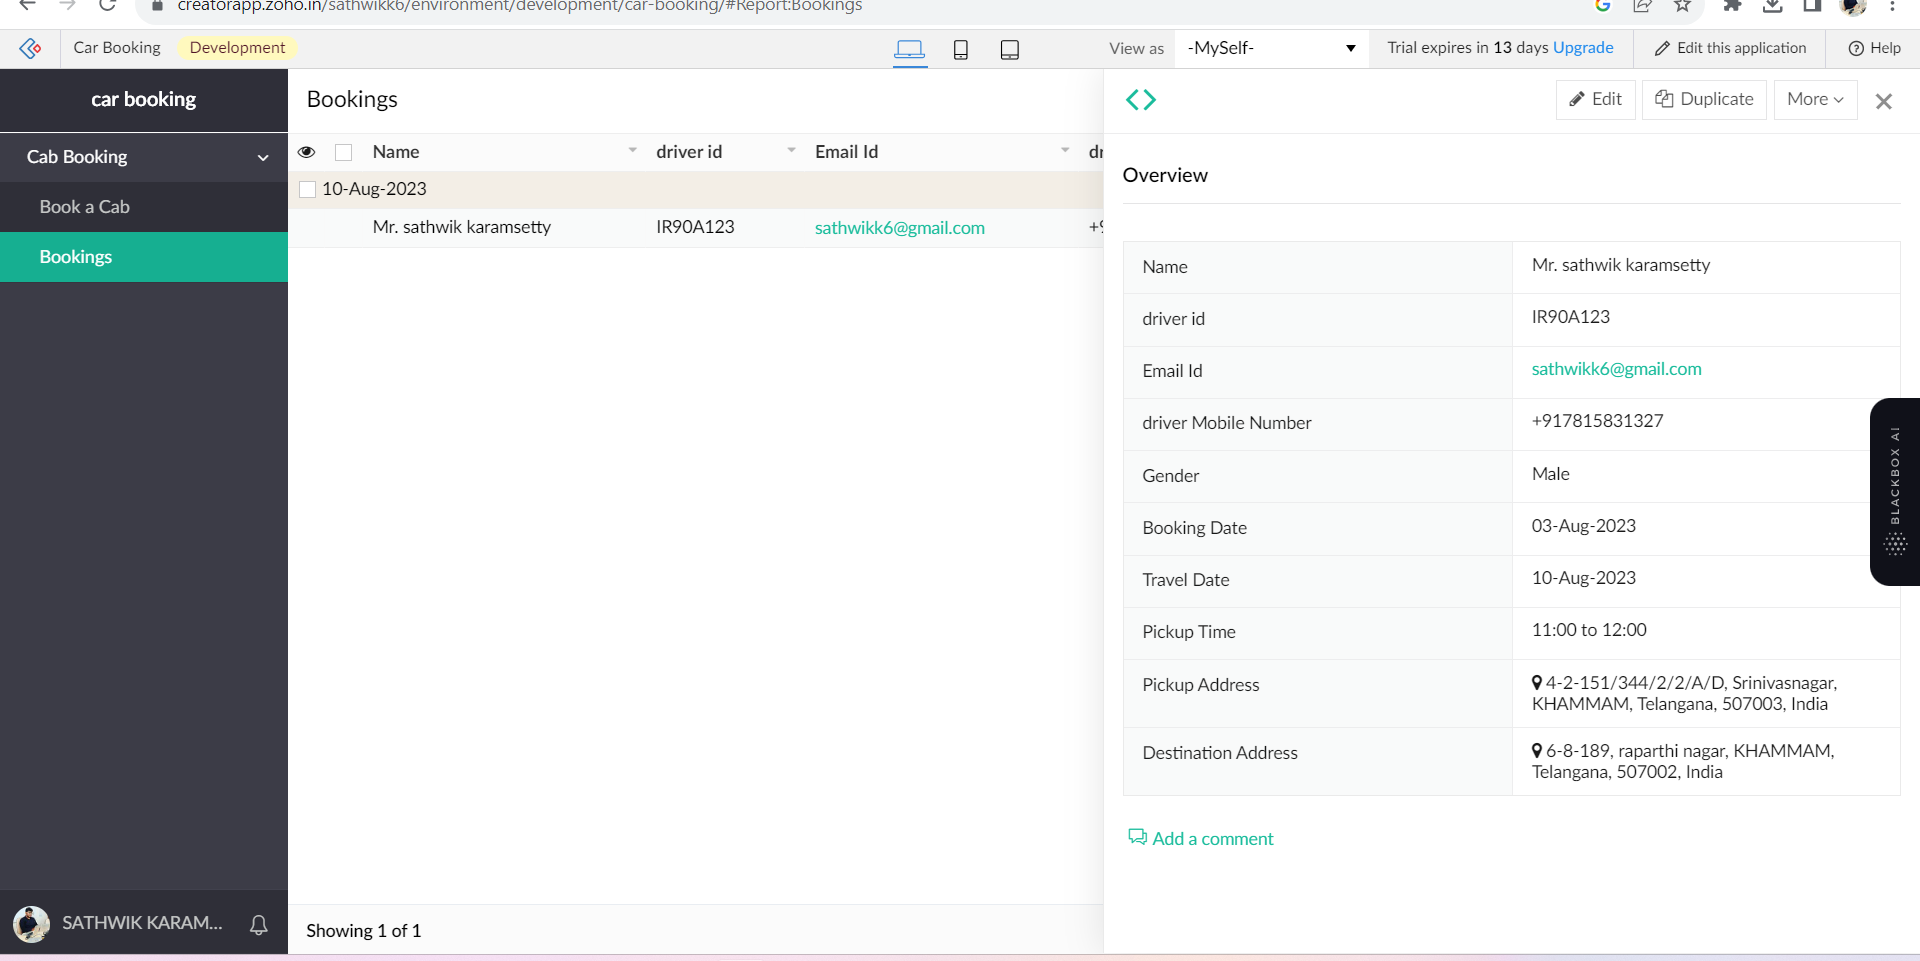 creatorapp.zoho.in/sathwikk6/environment/development/car-booking/#Report:Bookings
Car Booking
Development
View as
-MySelf-
Trial expires in 13 days Upgrade
Edit this application
Help
car booking
Cab Booking
Book a Cab
Bookings
SATHWIK KARAM...
Bookings
Name
driver id
Email Id
dr
10-Aug-2023
Mr. sathwik karamsetty
IR90A123
sathwikk6@gmail.com
+9
Showing 1 of 1
Edit
Duplicate
More
Overview
Name
Mr. sathwik karamsetty
driver id
IR90A123
Email Id
sathwikk6@gmail.com
driver Mobile Number
+917815831327
Gender
Male
Booking Date
03-Aug-2023
Travel Date
10-Aug-2023
Pickup Time
11:00 to 12:00
Pickup Address
4-2-151/344/2/2/A/D, Srinivasnagar,
KHAMMAM, Telangana, 507003, India
Destination Address
6-8-189, raparthi nagar, KHAMMAM,
Telangana, 507002, India
Add a comment
BLACKBOX AI